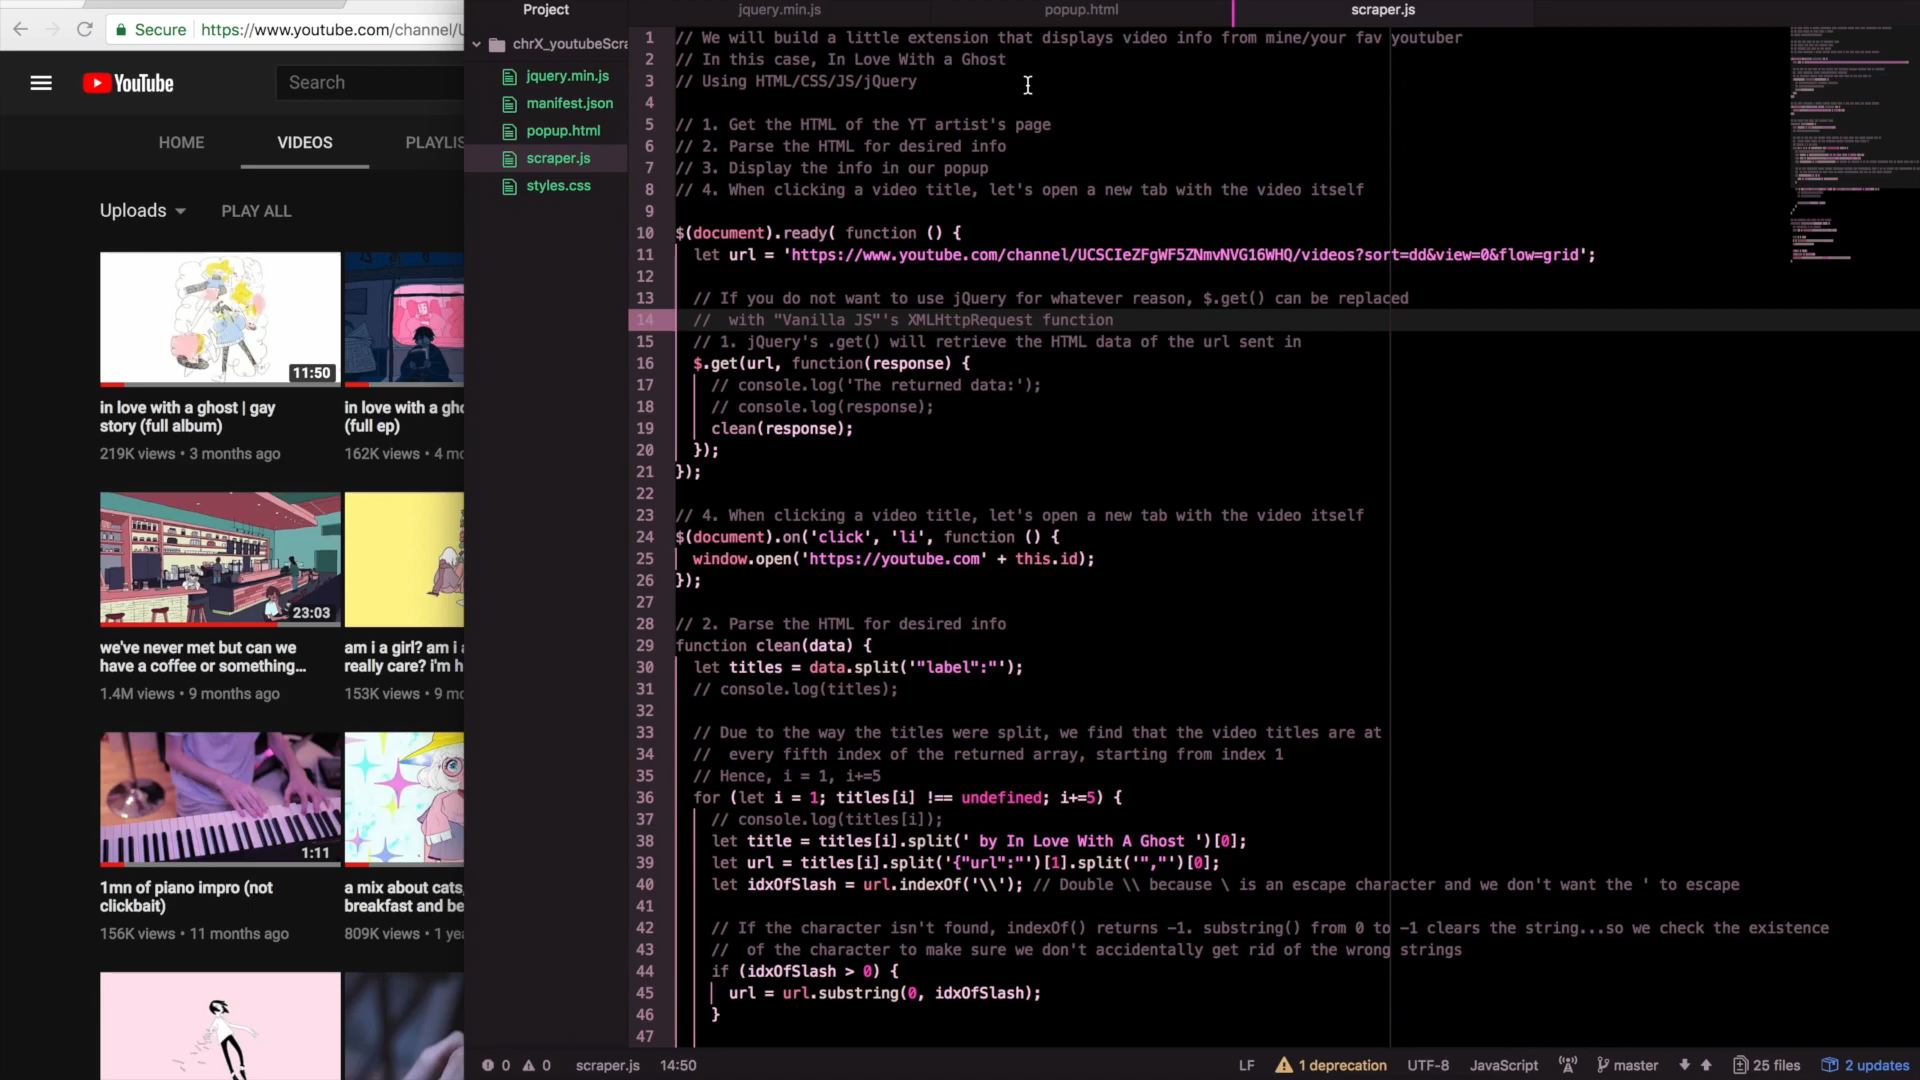 Secure https://www.youtube.com/channel/U
YouTube
Search
HOME VIDEOS PLAYLIS
Uploads PLAY ALL
11:50
in love with a ghost | gay
story (full album)
219K views • 3 months ago
in love with a gho
(full ep)
162K views • 4 mo
23:03
we've never met but can we
have a coffee or something...
1.4M views • 9 months ago
am i a girl? am i a
really care? i'm h
153K views • 9 mo
1:11
1mn of piano impro (not
clickbait)
156K views • 11 months ago
a mix about cats,
breakfast and be
809K views • 1 yea
Project
chrX_youtubeScra
jquery.min.js
manifest.json
popup.html
scraper.js
styles.css
jquery.min.js popup.html scraper.js
1 // We will build a little extension that displays video info from mine/your fav youtuber
2 // In this case, In Love With a Ghost
3 // Using HTML/CSS/JS/jQuery
4
5 // 1. Get the HTML of the YT artist's page
6 // 2. Parse the HTML for desired info
7 // 3. Display the info in our popup
8 // 4. When clicking a video title, let's open a new tab with the video itself
9
10 $(document).ready( function () {
11 let url = 'https://www.youtube.com/channel/UCSCIeZFgWF5ZNmvNVG16WHQ/videos?sort=dd&view=0&flow=grid';
12
13 // If you do not want to use jQuery for whatever reason, $.get() can be replaced
14 // with "Vanilla JS"'s XMLHttpRequest function
15 // 1. jQuery's .get() will retrieve the HTML data of the url sent in
16 $.get(url, function(response) {
17 // console.log('The returned data:');
18 // console.log(response);
19 clean(response);
20 });
21 });
22
23 // 4. When clicking a video title, let's open a new tab with the video itself
24 $(document).on('click', 'li', function () {
25 window.open('https://youtube.com' + this.id);
26 });
27
28 // 2. Parse the HTML for desired info
29 function clean(data) {
30 let titles = data.split('"label":"');
31 // console.log(titles);
32
33 // Due to the way the titles were split, we find that the video titles are at
34 // every fifth index of the returned array, starting from index 1
35 // Hence, i = 1, i+=5
36 for (let i = 1; titles[i] !== undefined; i+=5) {
37 // console.log(titles[i]);
38 let title = titles[i].split(' by In Love With A Ghost ')[0];
39 let url = titles[i].split('{"url":"')[1].split('","')[0];
40 let idxOfSlash = url.indexOf('\\'); // Double \\ because \ is an escape character and we don't want the ' to escape
41
42 // If the character isn't found, indexOf() returns -1. substring() from 0 to -1 clears the string...so we check the existence
43 // of the character to make sure we don't accidentally get rid of the wrong strings
44 if (idxOfSlash > 0) {
45 url = url.substring(0, idxOfSlash);
46 }
47
0 0 scraper.js 14:50 LF 1 deprecation UTF-8 JavaScript master 25 files 2 updates